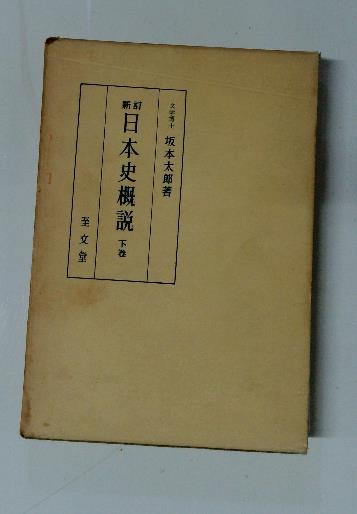 文学博士 坂本太郎著
新訂
日本史概説 下巻
至文堂